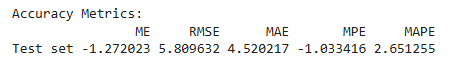 Accuracy Metrics:
ME RMSE MAE MPE MAPE
Test set -1.272023 5.809632 4.520217 -1.033416 2.651255